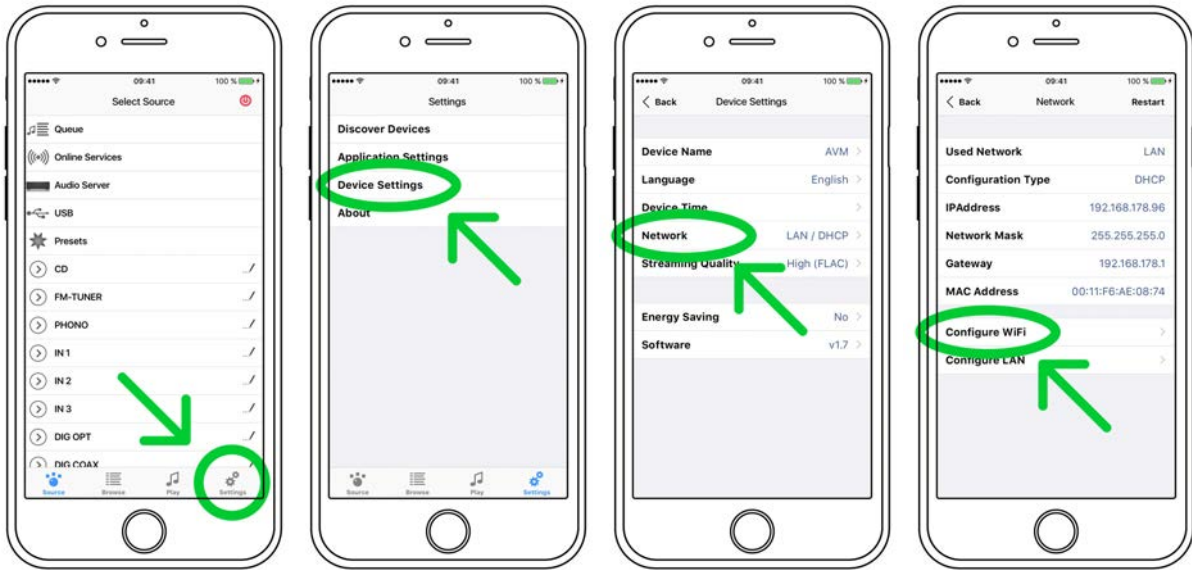 09:41 100 %
Select Source
Queue
Online Services
Audio Server
USB
Presets
CD
FM-TUNER
PHONO
IN 1
IN 2
IN 3
DIG OPT
DIG COAX
Source Browse Play Settings
09:41 100 %
Settings
Discover Devices
Application Settings
Device Settings
About
Source Browse Play Settings
09:41 100 %
Back Device Settings
Device Name AVM
Language English
Device Time
Network LAN / DHCP
Streaming Quality High (FLAC)
Energy Saving No
Software v1.7
09:41 100 %
Back Network Restart
Used Network LAN
Configuration Type DHCP
IPAddress 192.168.178.96
Network Mask 255.255.255.0
Gateway 192.168.178.1
MAC Address 00:11:F6:AE:08:74
Configure WiFi
Configure LAN